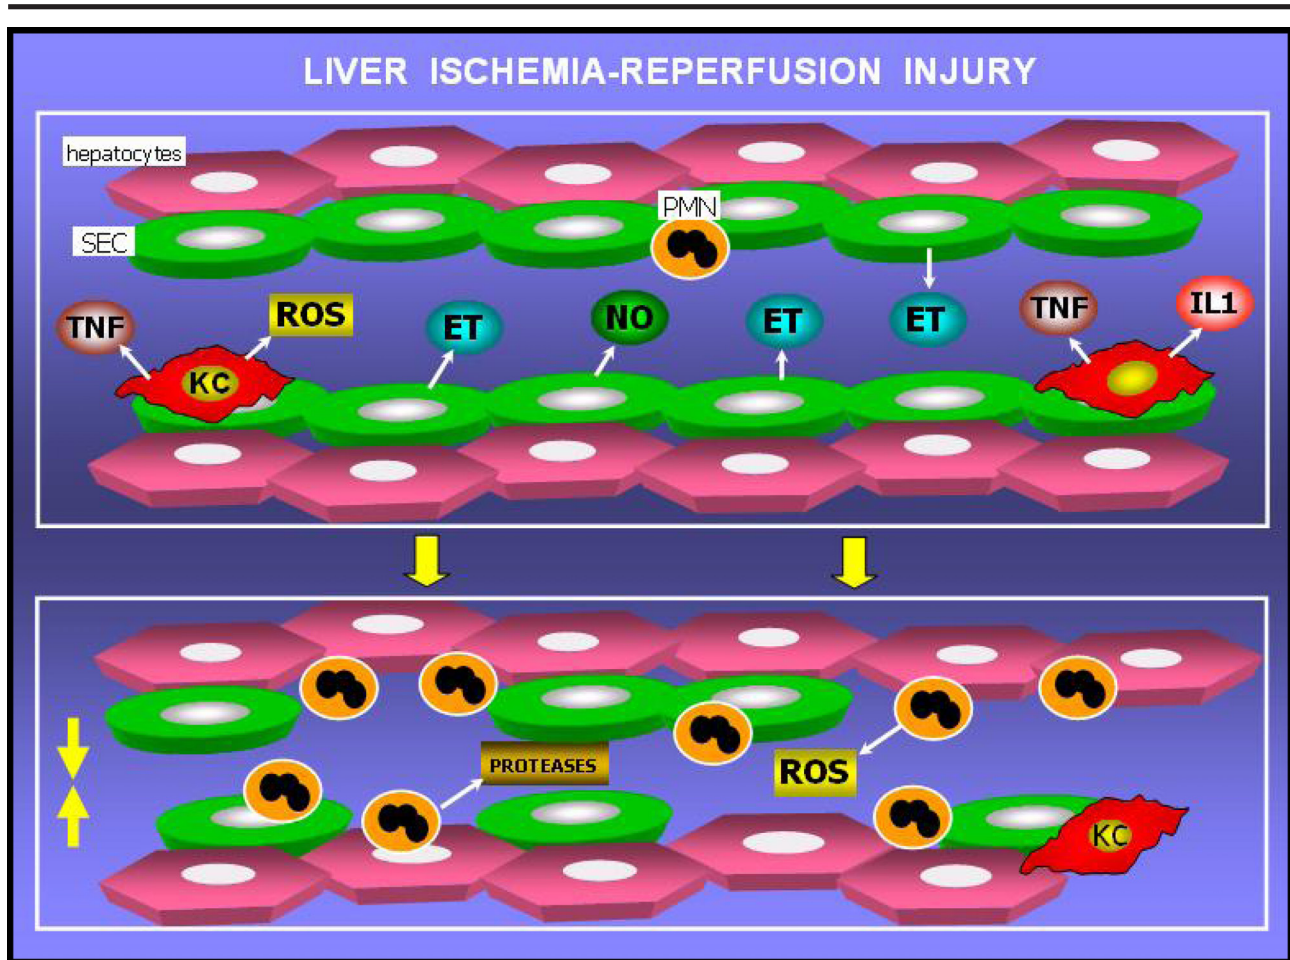 LIVER ISCHEMIA-REPERFUSION INJURY
hepatocytes
PMN
SEC
TNF
ROS
ET
NO
ET
ET
TNF
IL1
KC
PROTEASES
ROS
KC